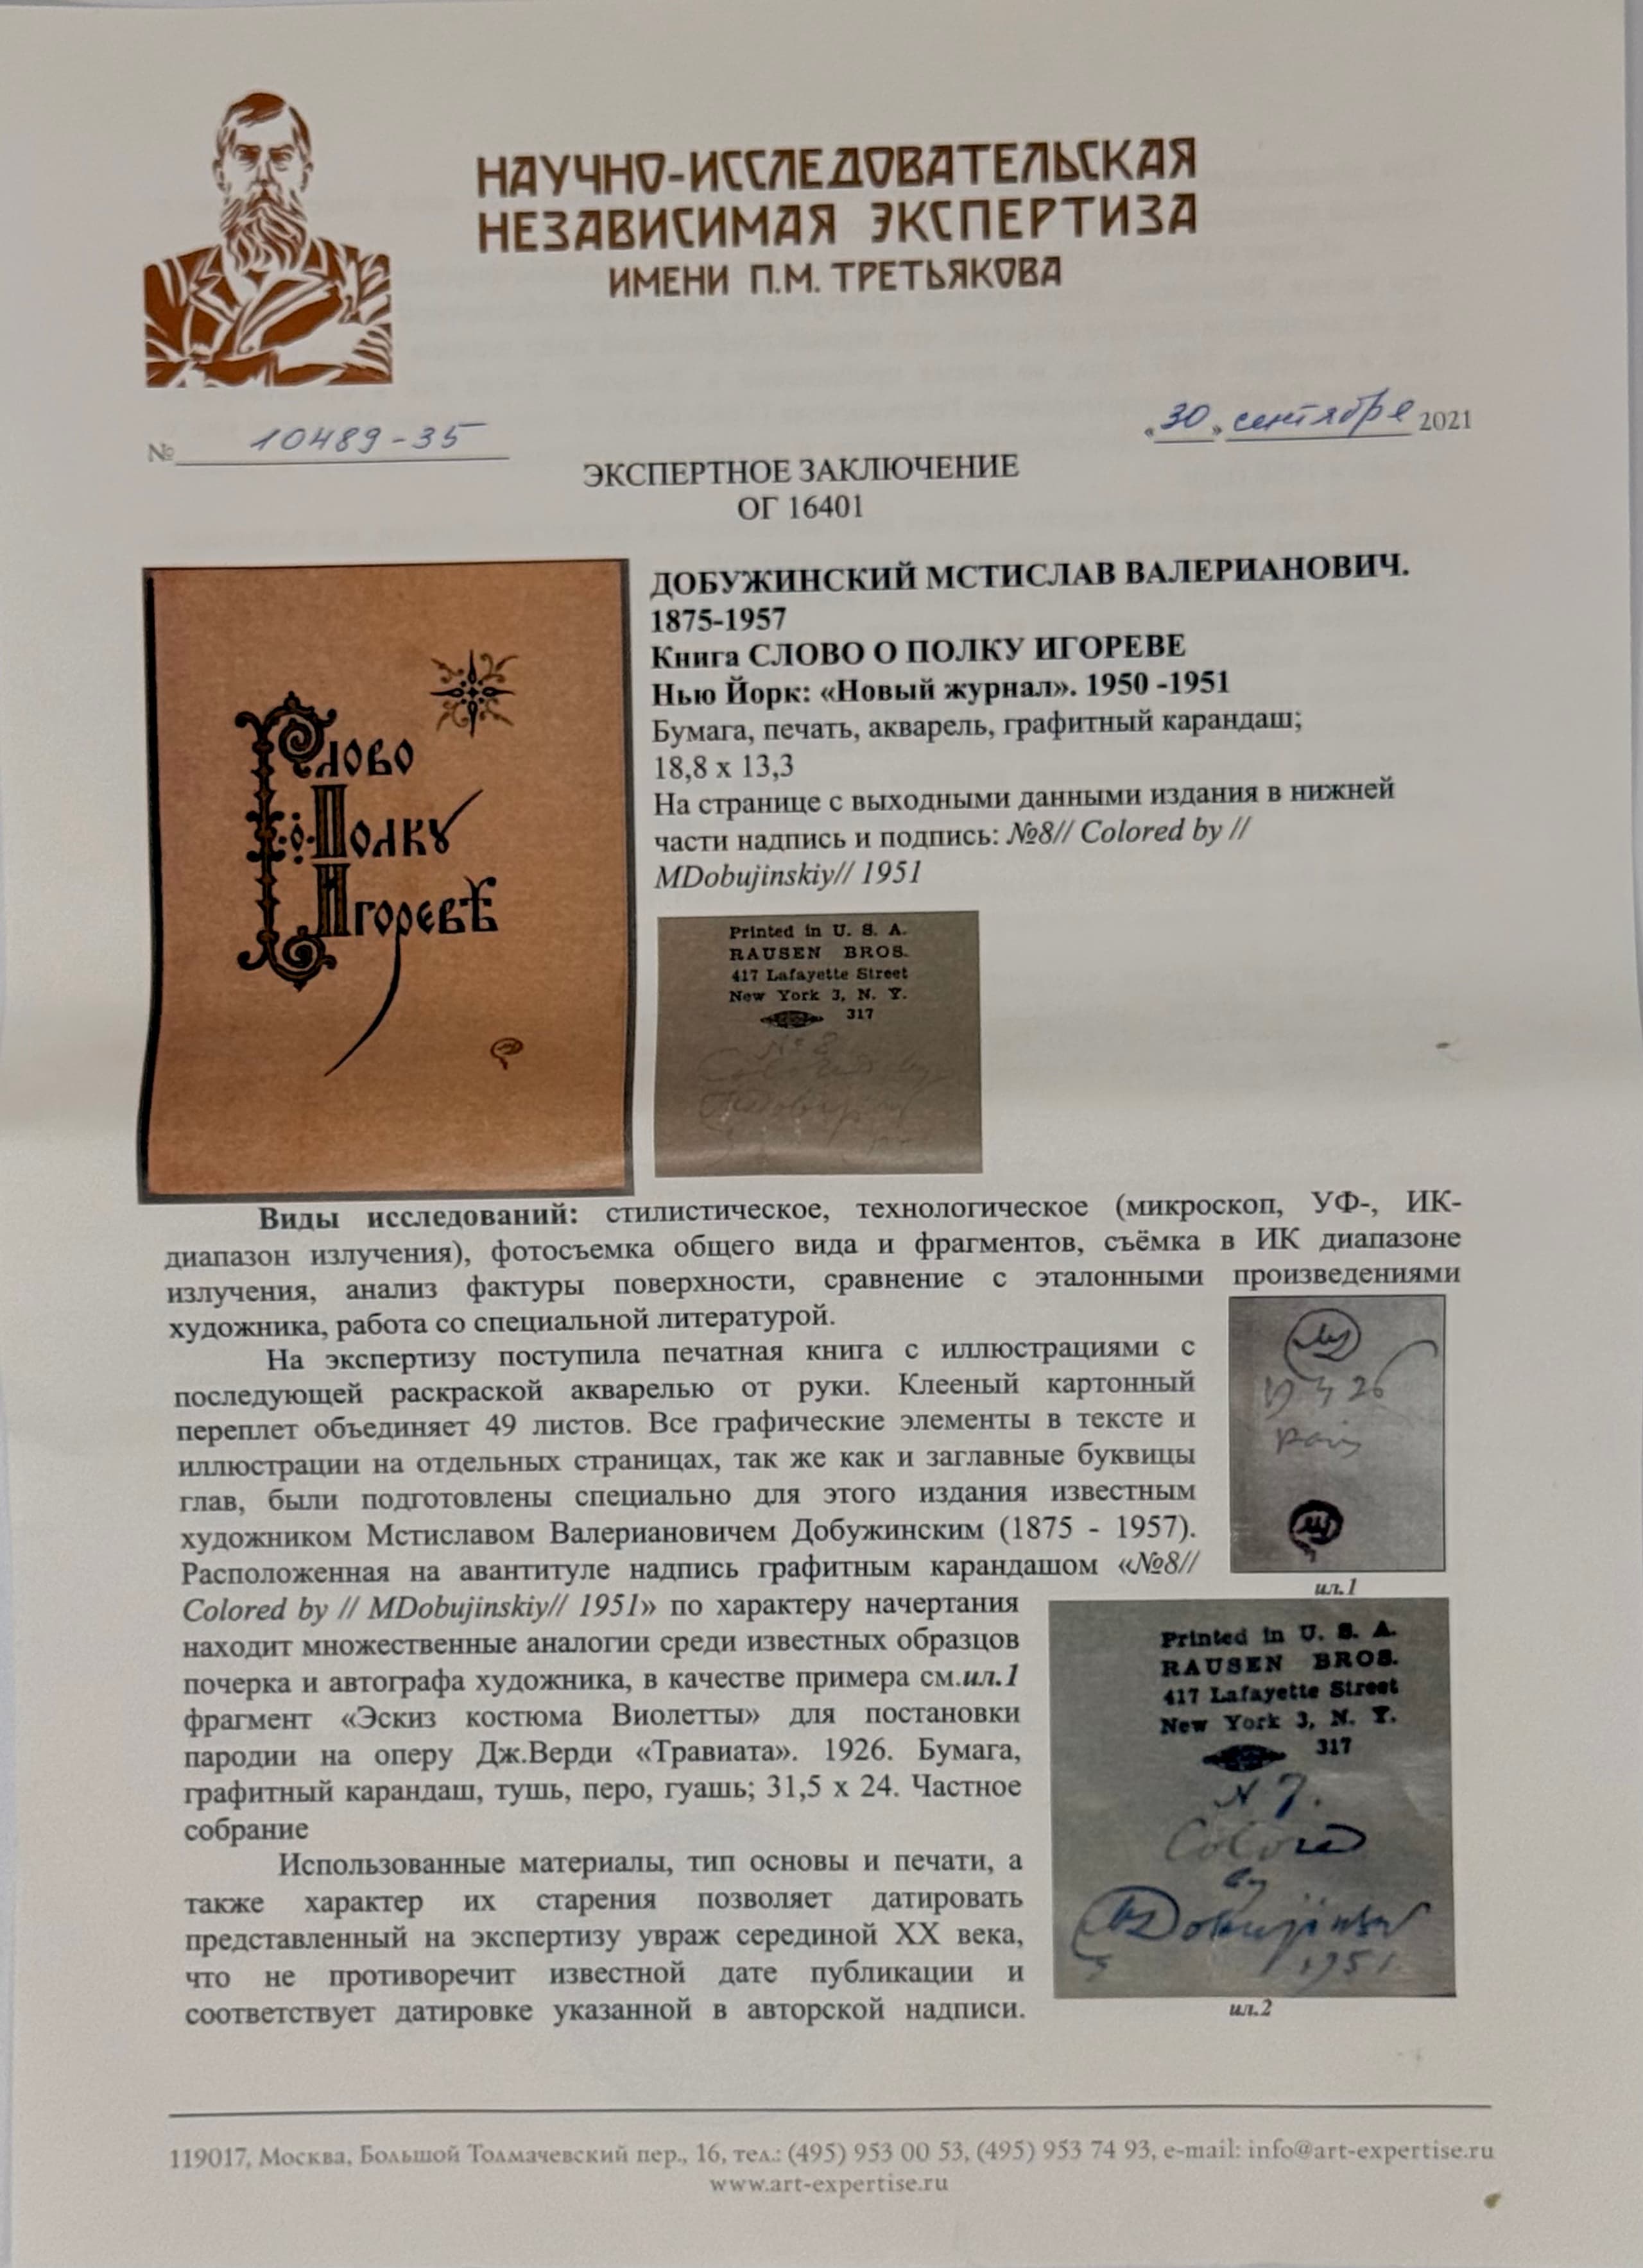 НАУЧНО-ИССЛЕДОВАТЕЛЬСКАЯ
НЕЗАВИСИМАЯ ЭКСПЕРТИЗА
ИМЕНИ П.М. ТРЕТЬЯКОВА
№ 10489-35
«30» сентября 2021
ЭКСПЕРТНОЕ ЗАКЛЮЧЕНИЕ
ОГ 16401
Слово
о Полку
Игоревѣ
ДОБУЖИНСКИЙ МСТИСЛАВ ВАЛЕРИАНОВИЧ.
1875-1957
Книга СЛОВО О ПОЛКУ ИГОРЕВЕ
Нью Йорк: «Новый журнал». 1950 -1951
Бумага, печать, акварель, графитный карандаш;
18,8 х 13,3
На странице с выходными данными издания в нижней
части надпись и подпись: №8// Colored by //
MDobujinskiy// 1951
Printed in U. S. A.
RAUSEN BROS.
417 Lafayette Street
New York 3, N. Y.
317
№ 8
Colored by
MDobujinsky
Виды исследований: стилистическое, технологическое (микроскоп, УФ-, ИК-
диапазон излучения), фотосъемка общего вида и фрагментов, съёмка в ИК диапазоне
излучения, анализ фактуры поверхности, сравнение с эталонными произведениями
художника, работа со специальной литературой.
На экспертизу поступила печатная книга с иллюстрациями с
последующей раскраской акварелью от руки. Клееный картонный
переплет объединяет 49 листов. Все графические элементы в тексте и
иллюстрации на отдельных страницах, так же как и заглавные буквицы
глав, были подготовлены специально для этого издания известным
художником Мстиславом Валериановичем Добужинским (1875 - 1957).
Расположенная на авантитуле надпись графитным карандашом «№8//
Colored by // MDobujinskiy// 1951» по характеру начертания
находит множественные аналогии среди известных образцов
почерка и автографа художника, в качестве примера см.ил.1
фрагмент «Эскиз костюма Виолетты» для постановки
пародии на оперу Дж.Верди «Травиата». 1926. Бумага,
графитный карандаш, тушь, перо, гуашь; 31,5 х 24. Частное
собрание
Использованные материалы, тип основы и печати, а
также характер их старения позволяет датировать
представленный на экспертизу увраж серединой XX века,
что не противоречит известной дате публикации и
соответствует датировке указанной в авторской надписи.
26
Paris
ил.1
Printed in U. S. A.
RAUSEN BROS.
417 Lafayette Street
New York 3, N. Y.
317
N 7.
Colored
by
MDobujinsky
1951
ил.2
119017, Москва, Большой Толмачевский пер., 16, тел.: (495) 953 00 53, (495) 953 74 93, e-mail: info@art-expertise.ru
www.art-expertise.ru